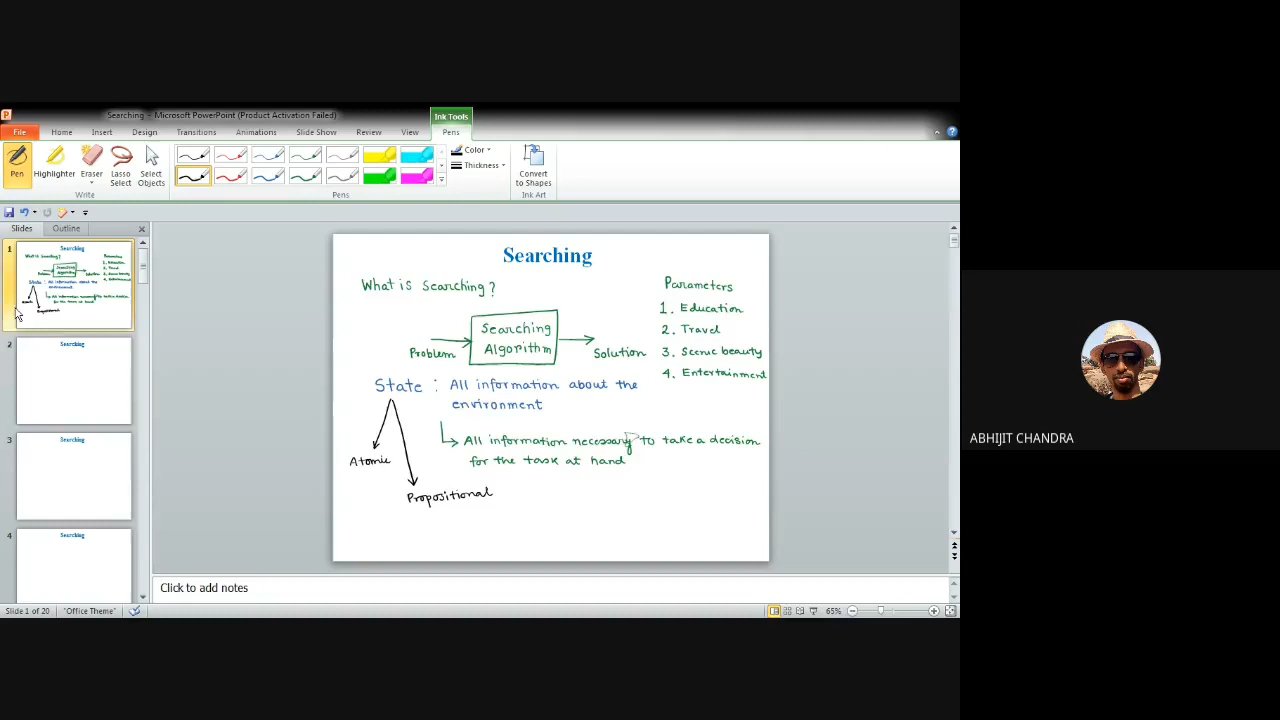 Searching - Microsoft PowerPoint (Product Activation Failed)
Ink Tools
File Home Insert Design Transitions Animations Slide Show Review View Pens
Pen Highlighter Eraser Lasso Select Select Objects
Color
Thickness
Convert to Shapes
Write Pens Ink Art
Slides Outline
1
2
Searching
3
Searching
4
Searching
Searching
What is Searching?
Problem
Searching
Algorithm
Solution
Parameters
1. Education
2. Travel
3. Scenic beauty
4. Entertainment
State : All information about the
environment
All information necessary to take a decision
for the task at hand
Atomic
Propositional
Click to add notes
Slide 1 of 20 "Office Theme" 65%
ABHIJIT CHANDRA